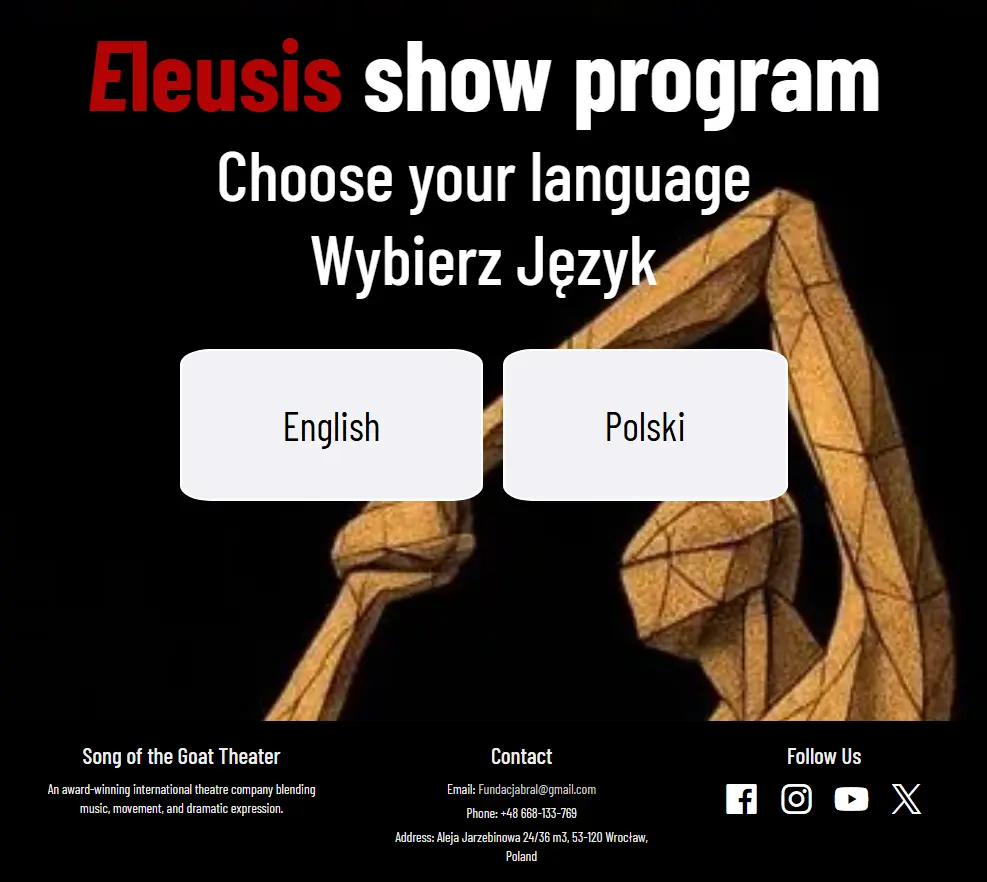 Eleusis show program
Choose your language
Wybierz Język
English
Polski
Song of the Goat Theater
An award-winning international theatre company blending
music, movement, and dramatic expression.
Contact
Email: Fundacjabral@gmail.com
Phone: +48 668-133-769
Address: Aleja Jarzebinowa 24/36 m3, 53-120 Wrocław,
Poland
Follow Us